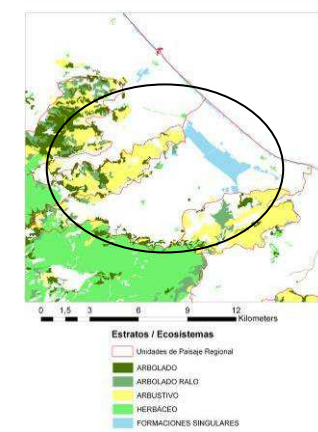 0 1,5 3 6 9 12
Kilometers
Estratos / Ecosistemas
Unidades de Paisaje Regional
ARBOLADO
ARBOLADO RALO
ARBUSTIVO
HERBÁCEO
FORMACIONES SINGULARES